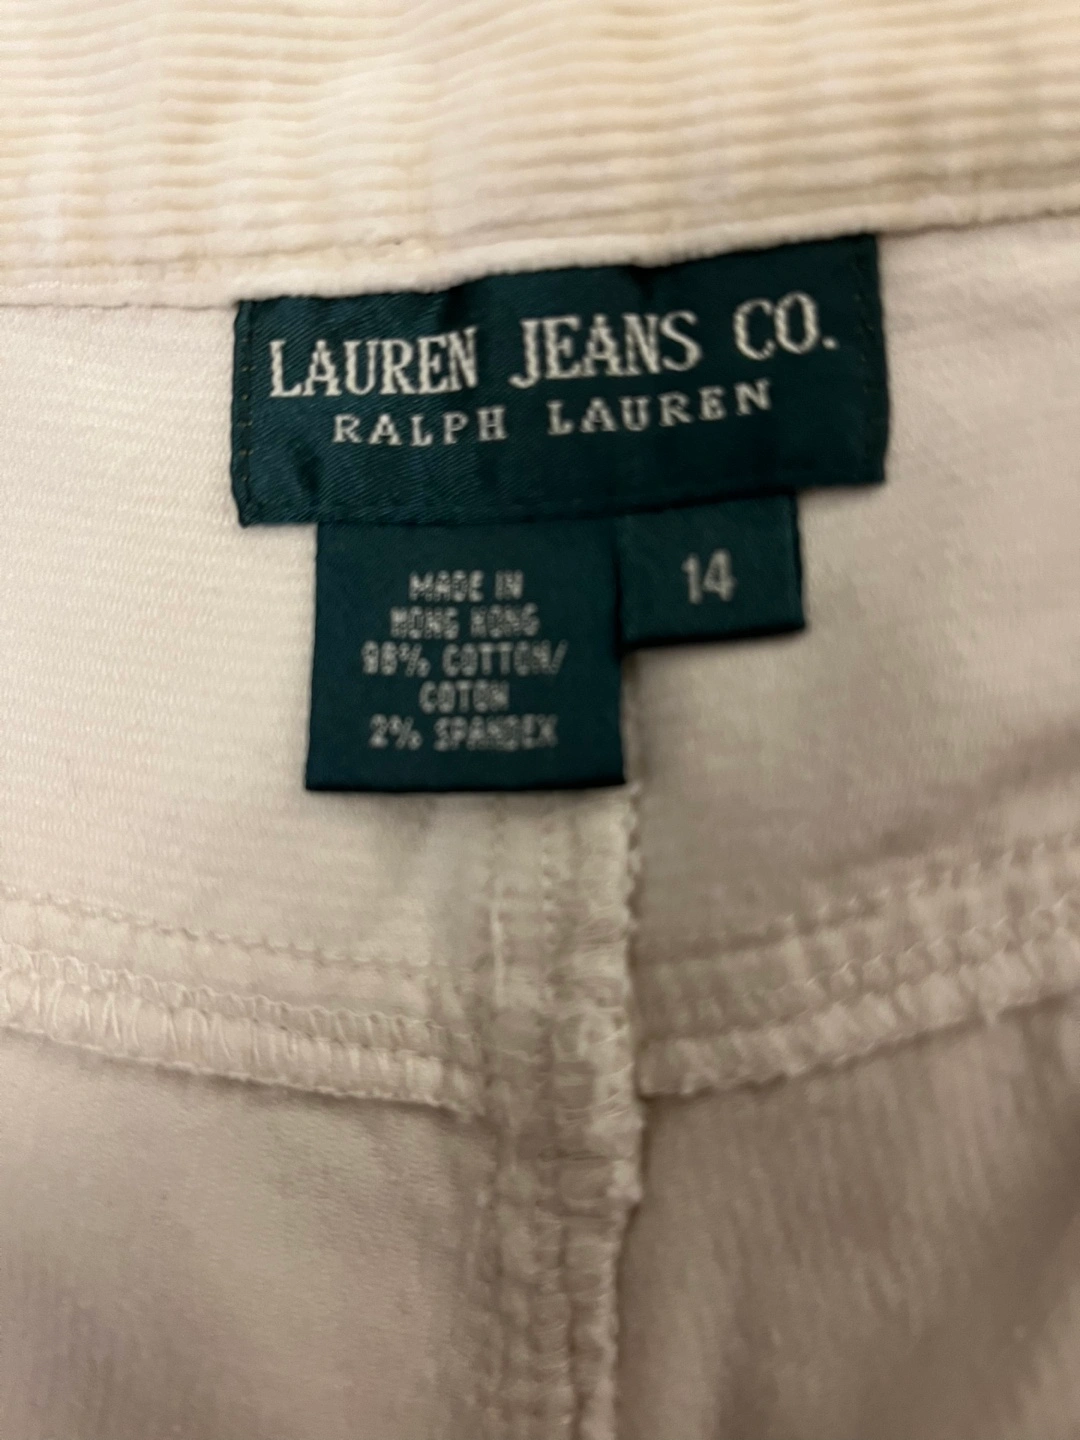 LAUREN JEANS CO.
RALPH LAUREN
14
MADE IN
HONG KONG
98% COTTON/
COTON
2% SPANDEX